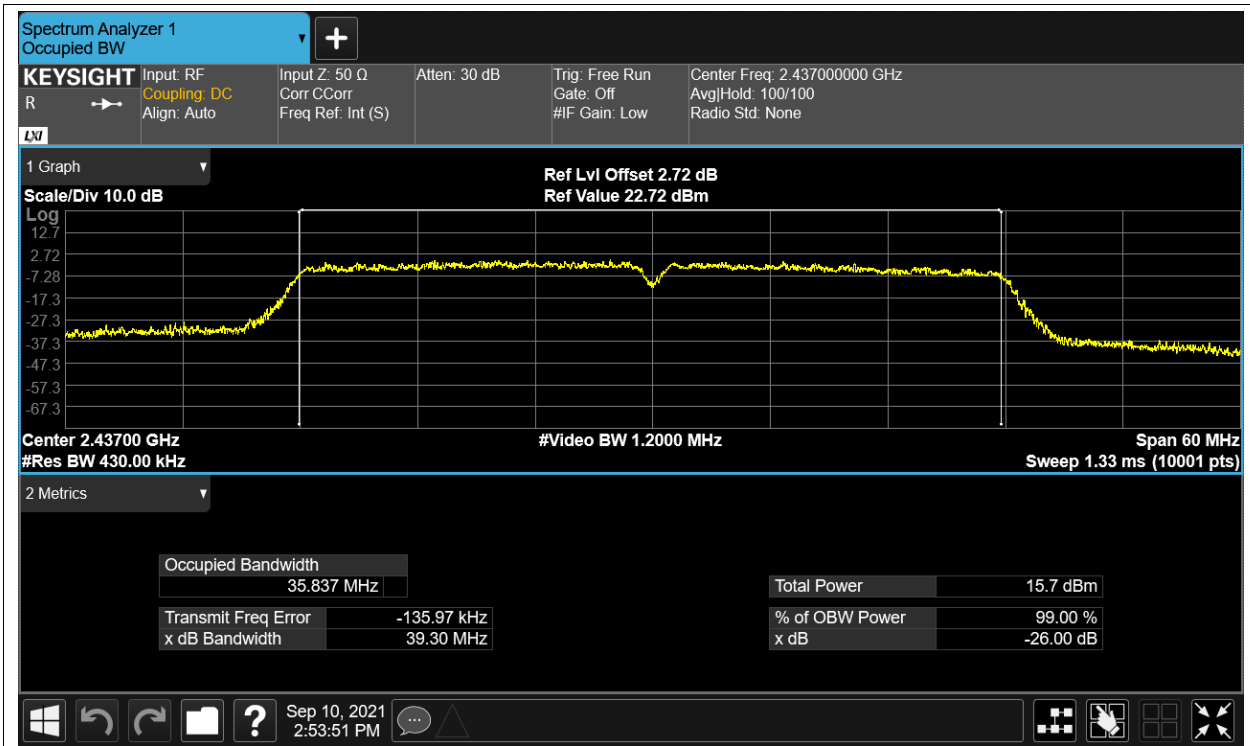 Spectrum Analyzer 1
Occupied BW
KEYSIGHT
R
LXI
Input: RF
Coupling: DC
Align: Auto
Input Z: 50 Ω
Corr CCorr
Freq Ref: Int (S)
Atten: 30 dB
Trig: Free Run
Gate: Off
#IF Gain: Low
Center Freq: 2.437000000 GHz
Avg|Hold: 100/100
Radio Std: None
1 Graph
Scale/Div 10.0 dB
Ref Lvl Offset 2.72 dB
Ref Value 22.72 dBm
Log
12.7
2.72
-7.28
-17.3
-27.3
-37.3
-47.3
-57.3
-67.3
Center 2.43700 GHz
#Video BW 1.2000 MHz
Span 60 MHz
#Res BW 430.00 kHz
Sweep 1.33 ms (10001 pts)
2 Metrics
Occupied Bandwidth
35.837 MHz
Total Power 15.7 dBm
Transmit Freq Error -135.97 kHz
% of OBW Power 99.00 %
x dB Bandwidth 39.30 MHz
x dB -26.00 dB
?
Sep 10, 2021
2:53:51 PM